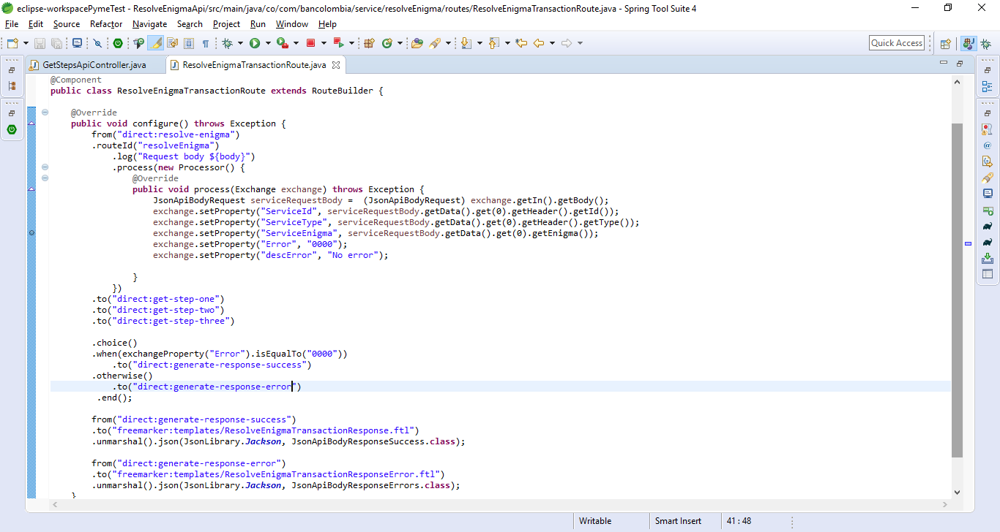 eclipse-workspacePymeTest - ResolveEnigmaApi/src/main/java/co/com/bancolombia/service/resolveEnigma/routes/ResolveEnigmaTransactionRoute.java - Spring Tool Suite 4
File Edit Source Refactor Navigate Search Project Run Window Help
Quick Access
GetStepsApiController.java ResolveEnigmaTransactionRoute.java
@Component
public class ResolveEnigmaTransactionRoute extends RouteBuilder {
@Override
public void configure() throws Exception {
from("direct:resolve-enigma")
.routeId("resolveEnigma")
.log("Request body ${body}")
.process(new Processor() {
@Override
public void process(Exchange exchange) throws Exception {
JsonApiBodyRequest serviceRequestBody =  (JsonApiBodyRequest) exchange.getIn().getBody();
exchange.setProperty("ServiceId", serviceRequestBody.getData().get(0).getHeader().getId());
exchange.setProperty("ServiceType", serviceRequestBody.getData().get(0).getHeader().getType());
exchange.setProperty("ServiceEnigma", serviceRequestBody.getData().get(0).getEnigma());
exchange.setProperty("Error", "0000");
exchange.setProperty("descError", "No error");
}
})
.to("direct:get-step-one")
.to("direct:get-step-two")
.to("direct:get-step-three")
.choice()
.when(exchangeProperty("Error").isEqualTo("0000"))
.to("direct:generate-response-success")
.otherwise()
.to("direct:generate-response-error")
.end();
from("direct:generate-response-success")
.to("freemarker:templates/ResolveEnigmaTransactionResponse.ftl")
.unmarshal().json(JsonLibrary.Jackson, JsonApiBodyResponseSuccess.class);
from("direct:generate-response-error")
.to("freemarker:templates/ResolveEnigmaTransactionResponseError.ftl")
.unmarshal().json(JsonLibrary.Jackson, JsonApiBodyResponseErrors.class);
}
Writable Smart Insert 41 : 48